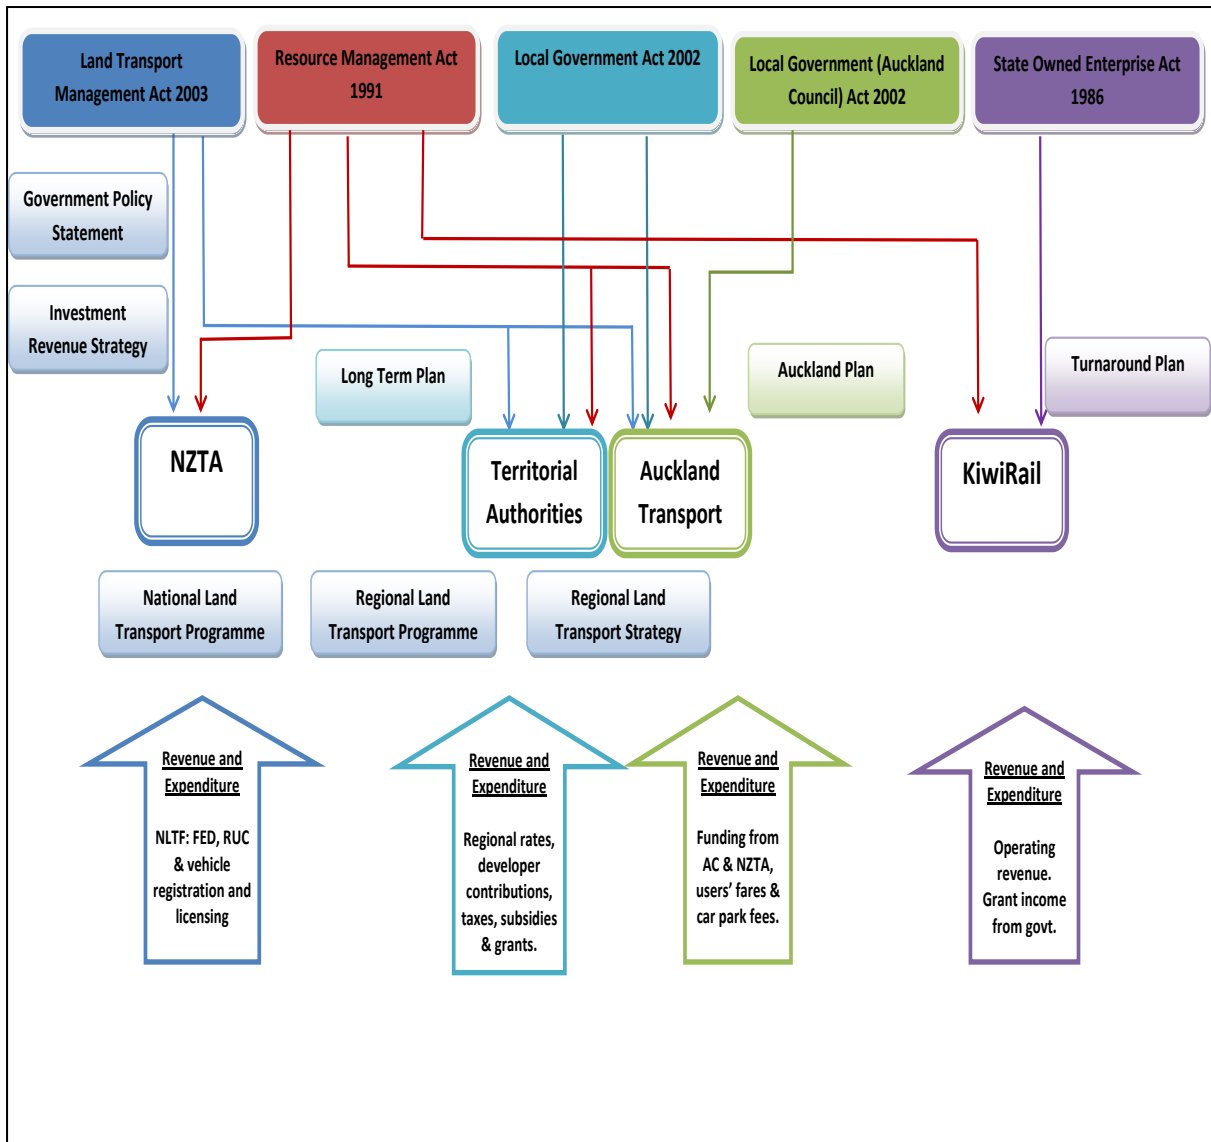 Land Transport
Management Act 2003
Resource Management Act
1991
Local Government Act 2002
Local Government (Auckland
Council) Act 2002
State Owned Enterprise Act
1986
Government Policy
Statement
Investment
Revenue Strategy
Long Term Plan
Auckland Plan
Turnaround Plan
NZTA
Territorial
Authorities
Auckland
Transport
KiwiRail
National Land
Transport Programme
Regional Land
Transport Programme
Regional Land
Transport Strategy
Revenue and
Expenditure
NLTF: FED, RUC
& vehicle
registration and
licensing
Revenue and
Expenditure
Regional rates,
developer
contributions,
taxes, subsidies
& grants.
Revenue and
Expenditure
Funding from
AC & NZTA,
users’ fares &
car park fees.
Revenue and
Expenditure
Operating
revenue.
Grant income
from govt.